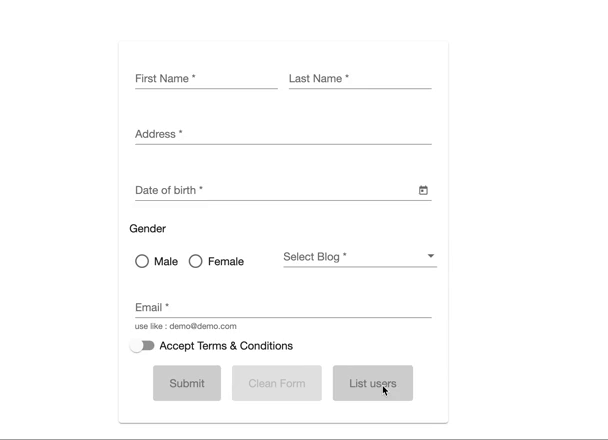 First Name * Last Name *
Address *
Date of birth *
Gender
Male Female Select Blog *
Email *
use like : demo@demo.com
Accept Terms & Conditions
Submit Clean Form List users